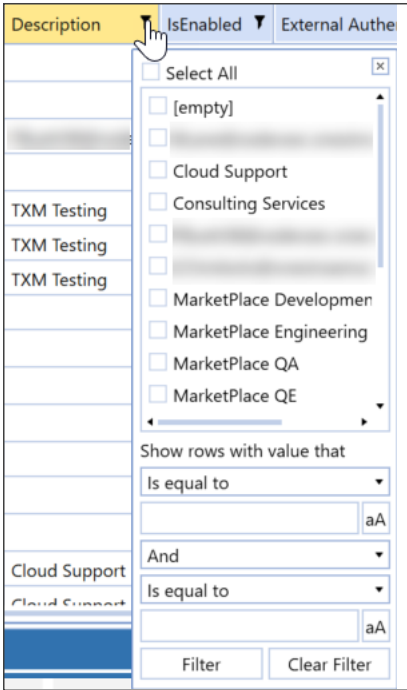 Description IsEnabled External Authe
Select All
[empty]
Cloud Support
Consulting Services
TXM Testing
TXM Testing
TXM Testing
MarketPlace Developmen
MarketPlace Engineering
MarketPlace QA
MarketPlace QE
Show rows with value that
Is equal to
aA
And
Cloud Support
Is equal to
Cloud Support
aA
Filter Clear Filter